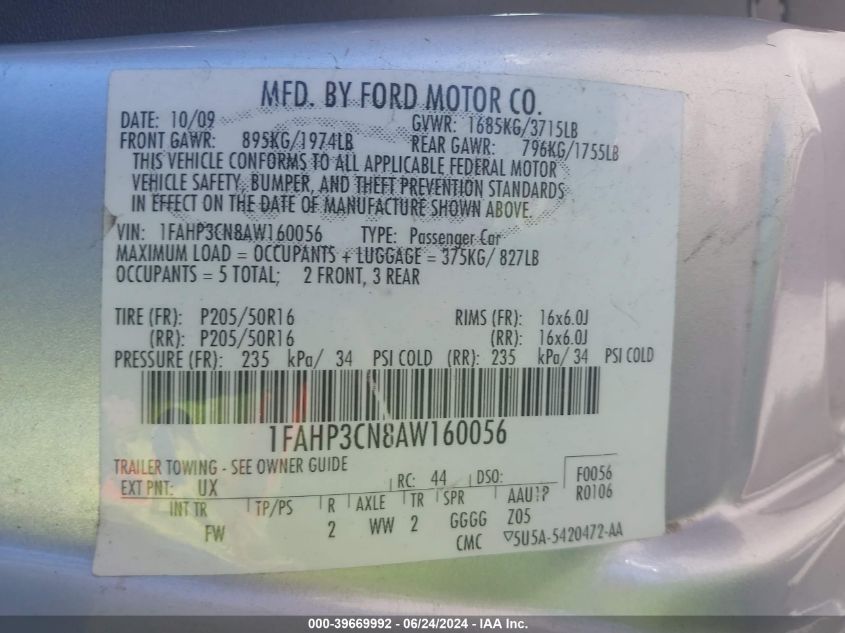 MFD. BY FORD MOTOR CO.
DATE: 10/09 GVWR: 1685KG/3715LB
FRONT GAWR: 895KG/1974LB REAR GAWR: 796KG/1755LB
THIS VEHICLE CONFORMS TO ALL APPLICABLE FEDERAL MOTOR
VEHICLE SAFETY, BUMPER, AND THEFT PREVENTION STANDARDS
IN EFFECT ON THE DATE OF MANUFACTURE SHOWN ABOVE.
VIN: 1FAHP3CN8AW160056 TYPE: Passenger Car
MAXIMUM LOAD = OCCUPANTS + LUGGAGE = 375KG/ 827LB
OCCUPANTS = 5 TOTAL; 2 FRONT, 3 REAR
TIRE (FR): P205/50R16 RIMS (FR): 16x6.0J
(RR): P205/50R16 (RR): 16x6.0J
PRESSURE (FR): 235 kPa/ 34 PSI COLD (RR): 235 kPa/ 34 PSI COLD
1FAHP3CN8AW160056
TRAILER TOWING - SEE OWNER GUIDE
EXT PNT: UX RC: 44 DSO: F0056
INT TR TP/PS R AXLE TR SPR R0106
FW 2 WW 2 GGGG Z05
CMC ▽5U5A-5420472-AA
000-39669992 - 06/24/2024 - IAA Inc.